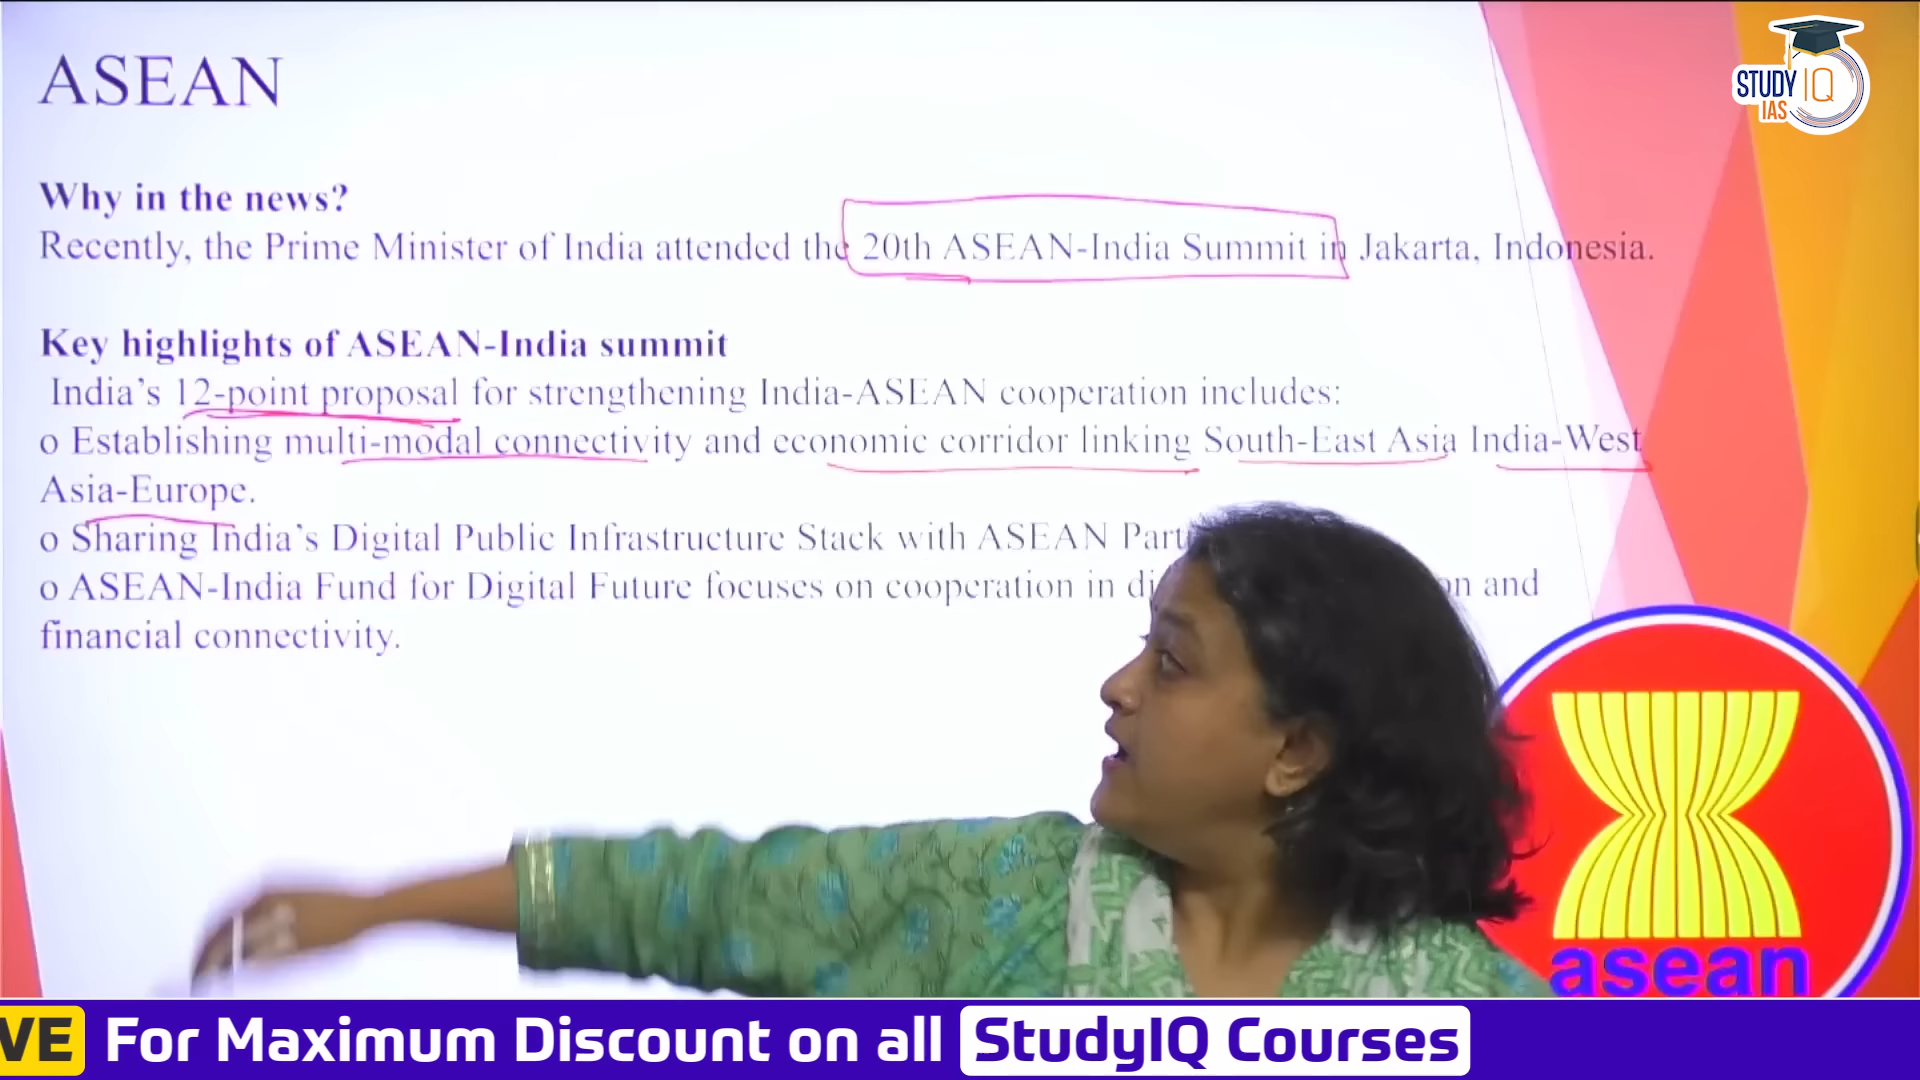 ASEAN
STUDY IQ
IAS
Why in the news?
Recently, the Prime Minister of India attended the 20th ASEAN-India Summit in Jakarta, Indonesia.
Key highlights of ASEAN-India summit
India's 12-point proposal for strengthening India-ASEAN cooperation includes:
o Establishing multi-modal connectivity and economic corridor linking South-East Asia India-West
Asia-Europe.
o Sharing India's Digital Public Infrastructure Stack with ASEAN
o ASEAN-India Fund for Digital Future focuses on cooperation in and
financial connectivity.
asean
For Maximum Discount on all StudyIQ Courses